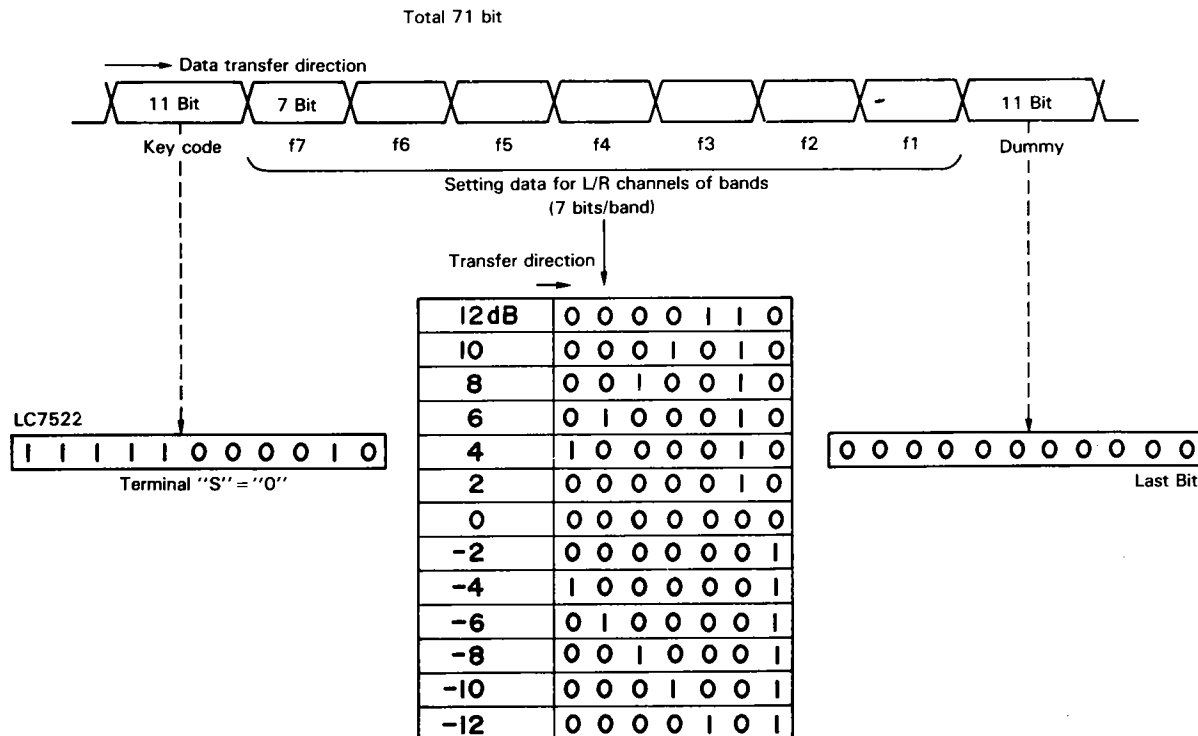 Total 71 bit
Data transfer direction
11 Bit 7 Bit 11 Bit
Key code f7 f6 f5 f4 f3 f2 f1 Dummy
Setting data for L/R channels of bands
(7 bits/band)
Transfer direction
12dB 0 0 0 0 1 1 0
10 0 0 0 1 0 1 0
8 0 0 1 0 0 1 0
6 0 1 0 0 0 1 0
4 1 0 0 0 0 1 0
2 0 0 0 0 0 1 0
0 0 0 0 0 0 0 0
-2 0 0 0 0 0 0 1
-4 1 0 0 0 0 0 1
-6 0 1 0 0 0 0 1
-8 0 0 1 0 0 0 1
-10 0 0 0 1 0 0 1
-12 0 0 0 0 1 0 1
LC7522
1 1 1 1 1 0 0 0 0 1 0
Terminal "S"="0"
0 0 0 0 0 0 0 0 0 0 0
Last Bit